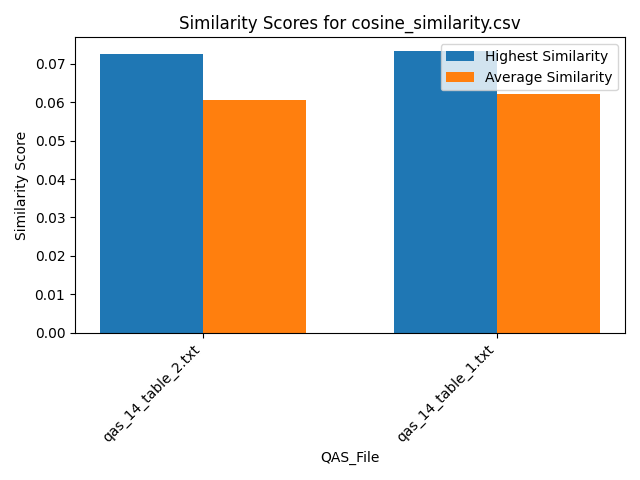 Similarity Scores for cosine_similarity.csv
Highest Similarity
Average Similarity
Similarity Score
0.07
0.06
0.05
0.04
0.03
0.02
0.01
0.00
qas_14_table_2.txt
qas_14_table_1.txt
QAS_File